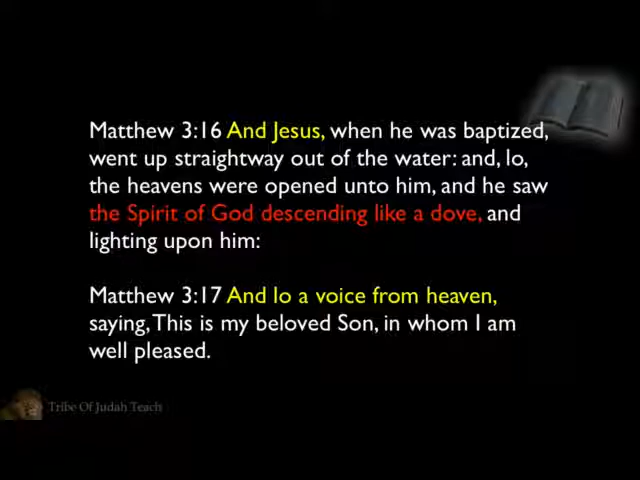 Matthew 3:16 And Jesus, when he was baptized,
went up straightway out of the water: and, lo,
the heavens were opened unto him, and he saw
the Spirit of God descending like a dove, and
lighting upon him:
Matthew 3:17 And lo a voice from heaven,
saying, This is my beloved Son, in whom I am
well pleased.
Tribe Of Judah Teach